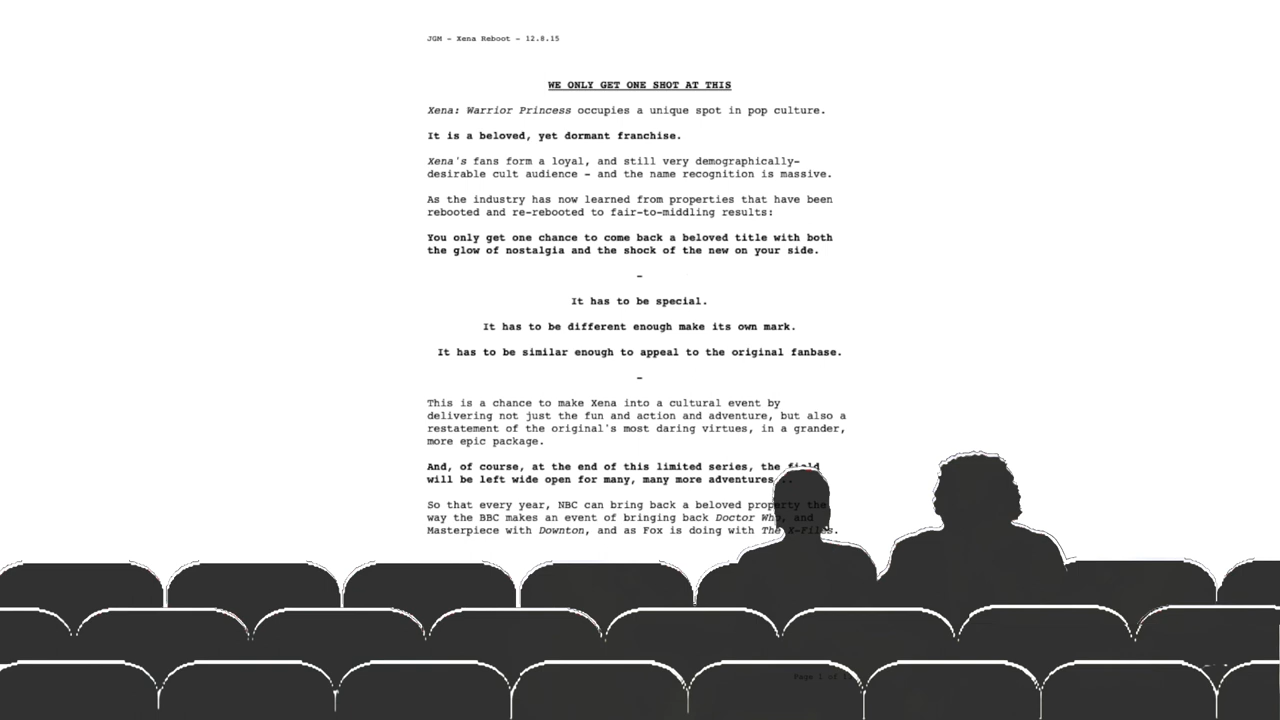 JGM - Xena Reboot - 12.8.15
WE ONLY GET ONE SHOT AT THIS
Xena: Warrior Princess occupies a unique spot in pop culture.
It is a beloved, yet dormant franchise.
Xena's fans form a loyal, and still very demographically-
desirable cult audience - and the name recognition is massive.
As the industry has now learned from properties that have been
rebooted and re-rebooted to fair-to-middling results:
You only get one chance to come back a beloved title with both
the glow of nostalgia and the shock of the new on your side.
-
It has to be special.
It has to be different enough make its own mark.
It has to be similar enough to appeal to the original fanbase.
-
This is a chance to make Xena into a cultural event by
delivering not just the fun and action and adventure, but also a
restatement of the original's most daring virtues, in a grander,
more epic package.
And, of course, at the end of this limited series, the field
will be left wide open for many, many more adventures...
So that every year, NBC can bring back a beloved property the
way the BBC makes an event of bringing back Doctor Who, and
Masterpiece with Downton, and as Fox is doing with The X-Files.
Page 1 of